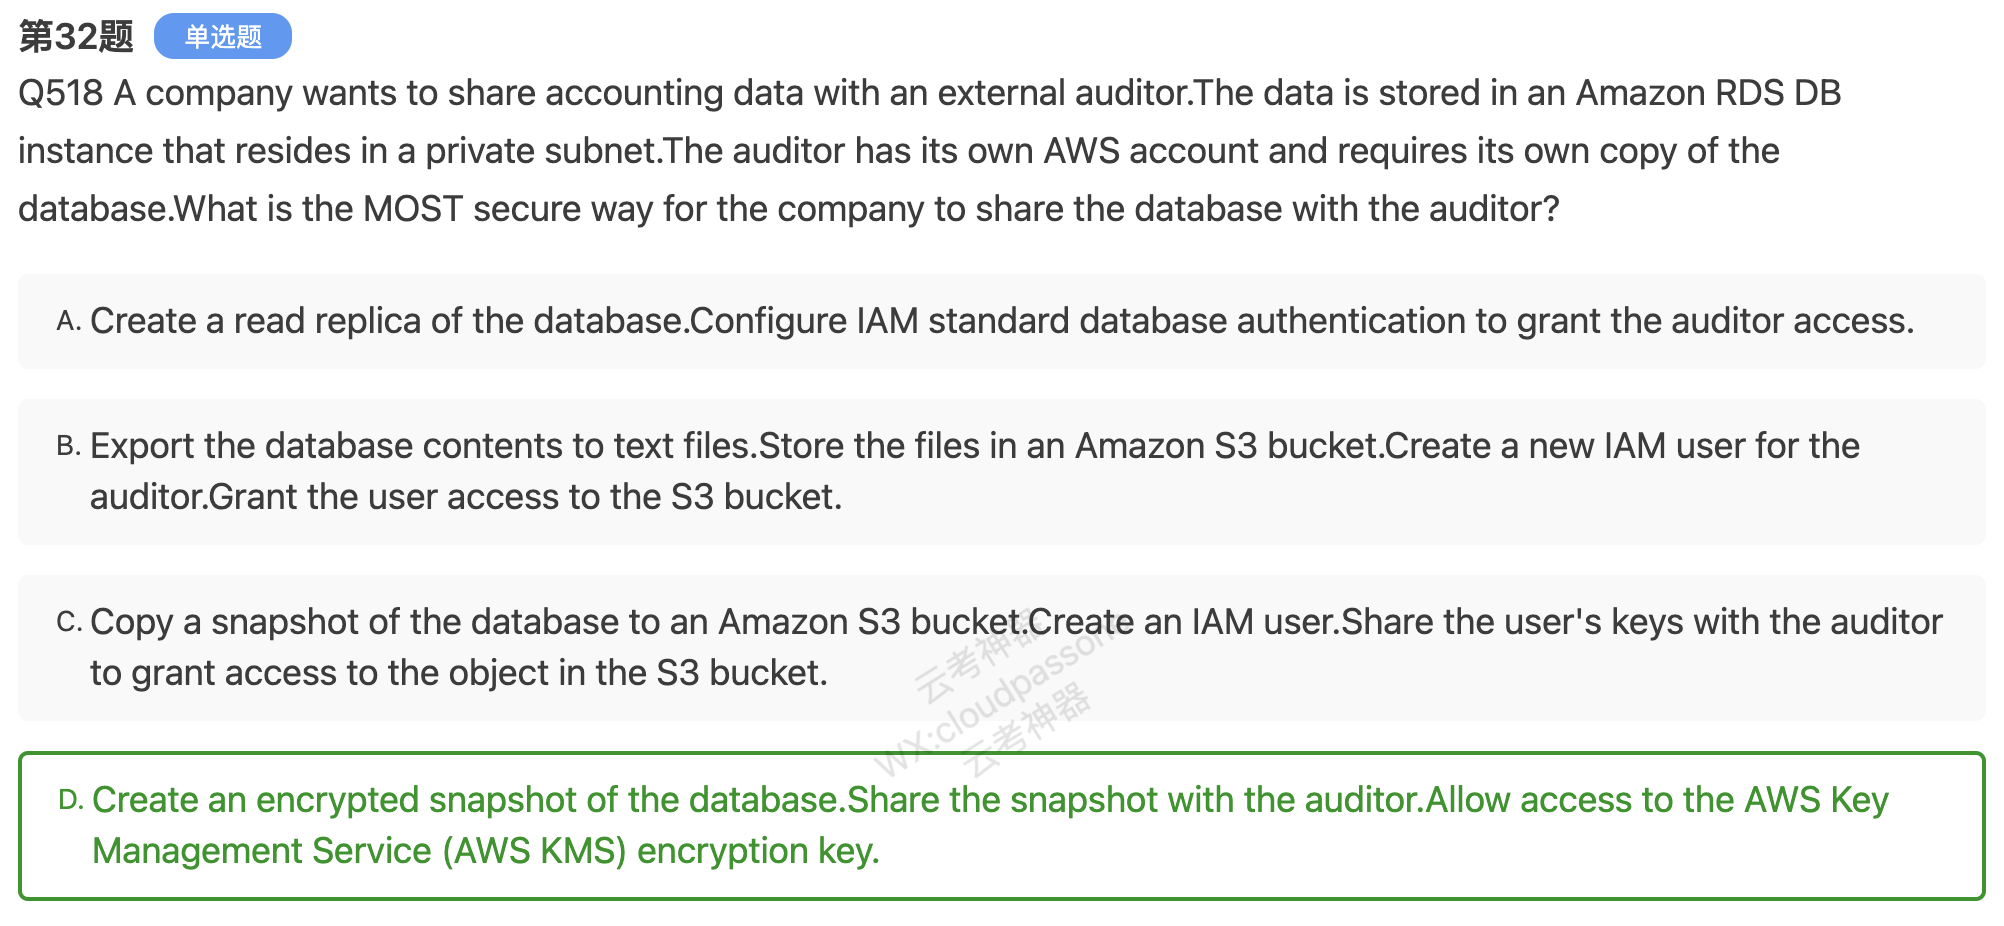 第32题 单选题
Q518 A company wants to share accounting data with an external auditor.The data is stored in an Amazon RDS DB
instance that resides in a private subnet.The auditor has its own AWS account and requires its own copy of the
database.What is the MOST secure way for the company to share the database with the auditor?
A. Create a read replica of the database.Configure IAM standard database authentication to grant the auditor access.
B. Export the database contents to text files.Store the files in an Amazon S3 bucket.Create a new IAM user for the
auditor.Grant the user access to the S3 bucket.
C. Copy a snapshot of the database to an Amazon S3 bucket.Create an IAM user.Share the user's keys with the auditor
to grant access to the object in the S3 bucket.
云考神器
WX:cloudpassonn
云考神器
D. Create an encrypted snapshot of the database.Share the snapshot with the auditor.Allow access to the AWS Key
Management Service (AWS KMS) encryption key.